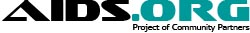 AIDS.ORG
Project of Community Partners